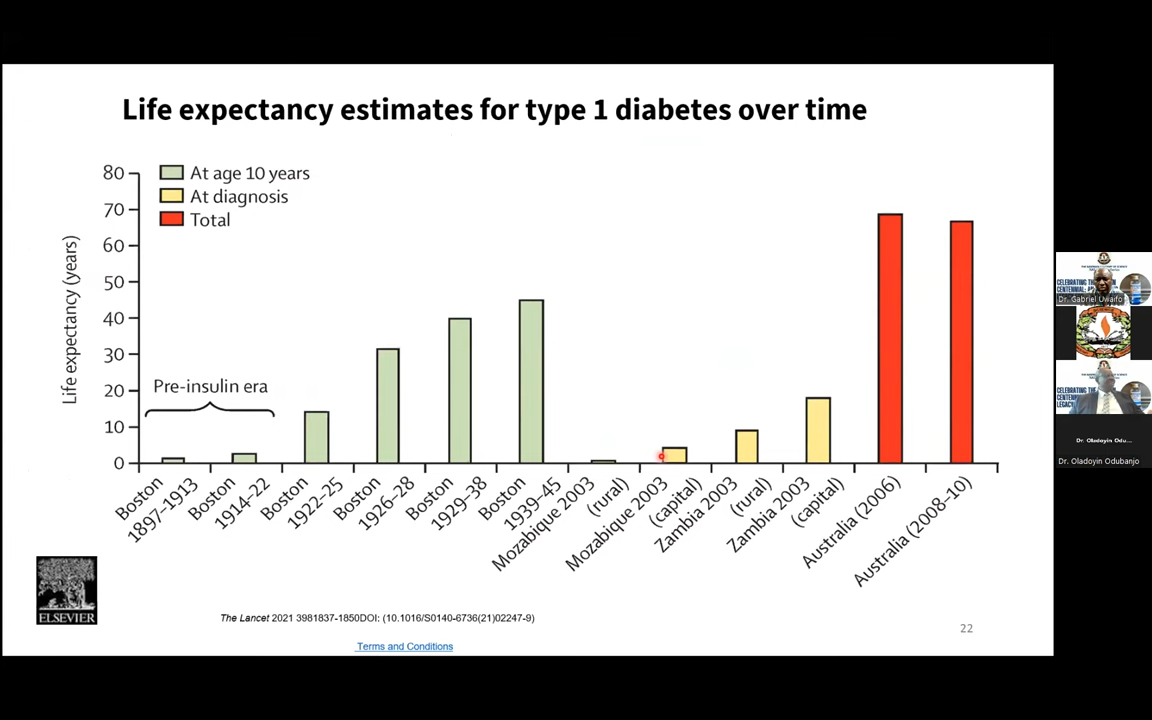 Life expectancy estimates for type 1 diabetes over time
80
70
60
50
40
30
20
10
0
Life expectancy (years)
At age 10 years
At diagnosis
Total
Pre-insulin era
Boston
1897–1913
Boston
1914–22
Boston
1922–25
Boston
1926–28
Boston
1929–38
Boston
1939–45
Mozabique 2003
(rural)
Mozabique 2003
(capital)
Zambia 2003
(rural)
Zambia 2003
(capital)
Australia (2006)
Australia (2008–10)
ELSEVIER
The Lancet 2021 3981837-1850DOI: (10.1016/S0140-6736(21)02247-9)
Terms and Conditions
22
Dr. Gabriel Uwaifo
Dr. Oladoyin Odu...
Dr. Oladoyin Odubanjo